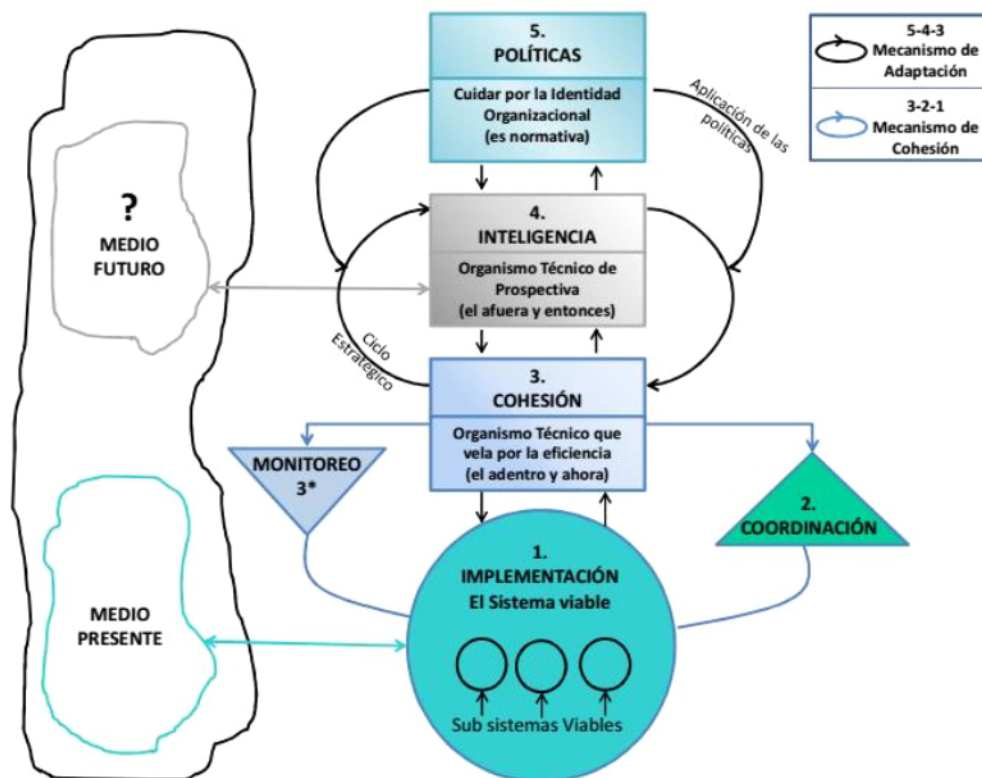 5.
POLÍTICAS
Cuidar por la Identidad
Organizacional
(es normativa)
Aplicación de las
políticas
5-4-3
Mecanismo de
Adaptación
3-2-1
Mecanismo de
Cohesión
?
MEDIO
FUTURO
4.
INTELIGENCIA
Organismo Técnico de
Prospectiva
(el afuera y entonces)
Ciclo
Estratégico
3.
COHESIÓN
Organismo Técnico que
vela por la eficiencia
(el adentro y ahora)
MONITOREO
3*
2.
COORDINACIÓN
1.
IMPLEMENTACIÓN
El Sistema viable
MEDIO
PRESENTE
Sub sistemas Viables